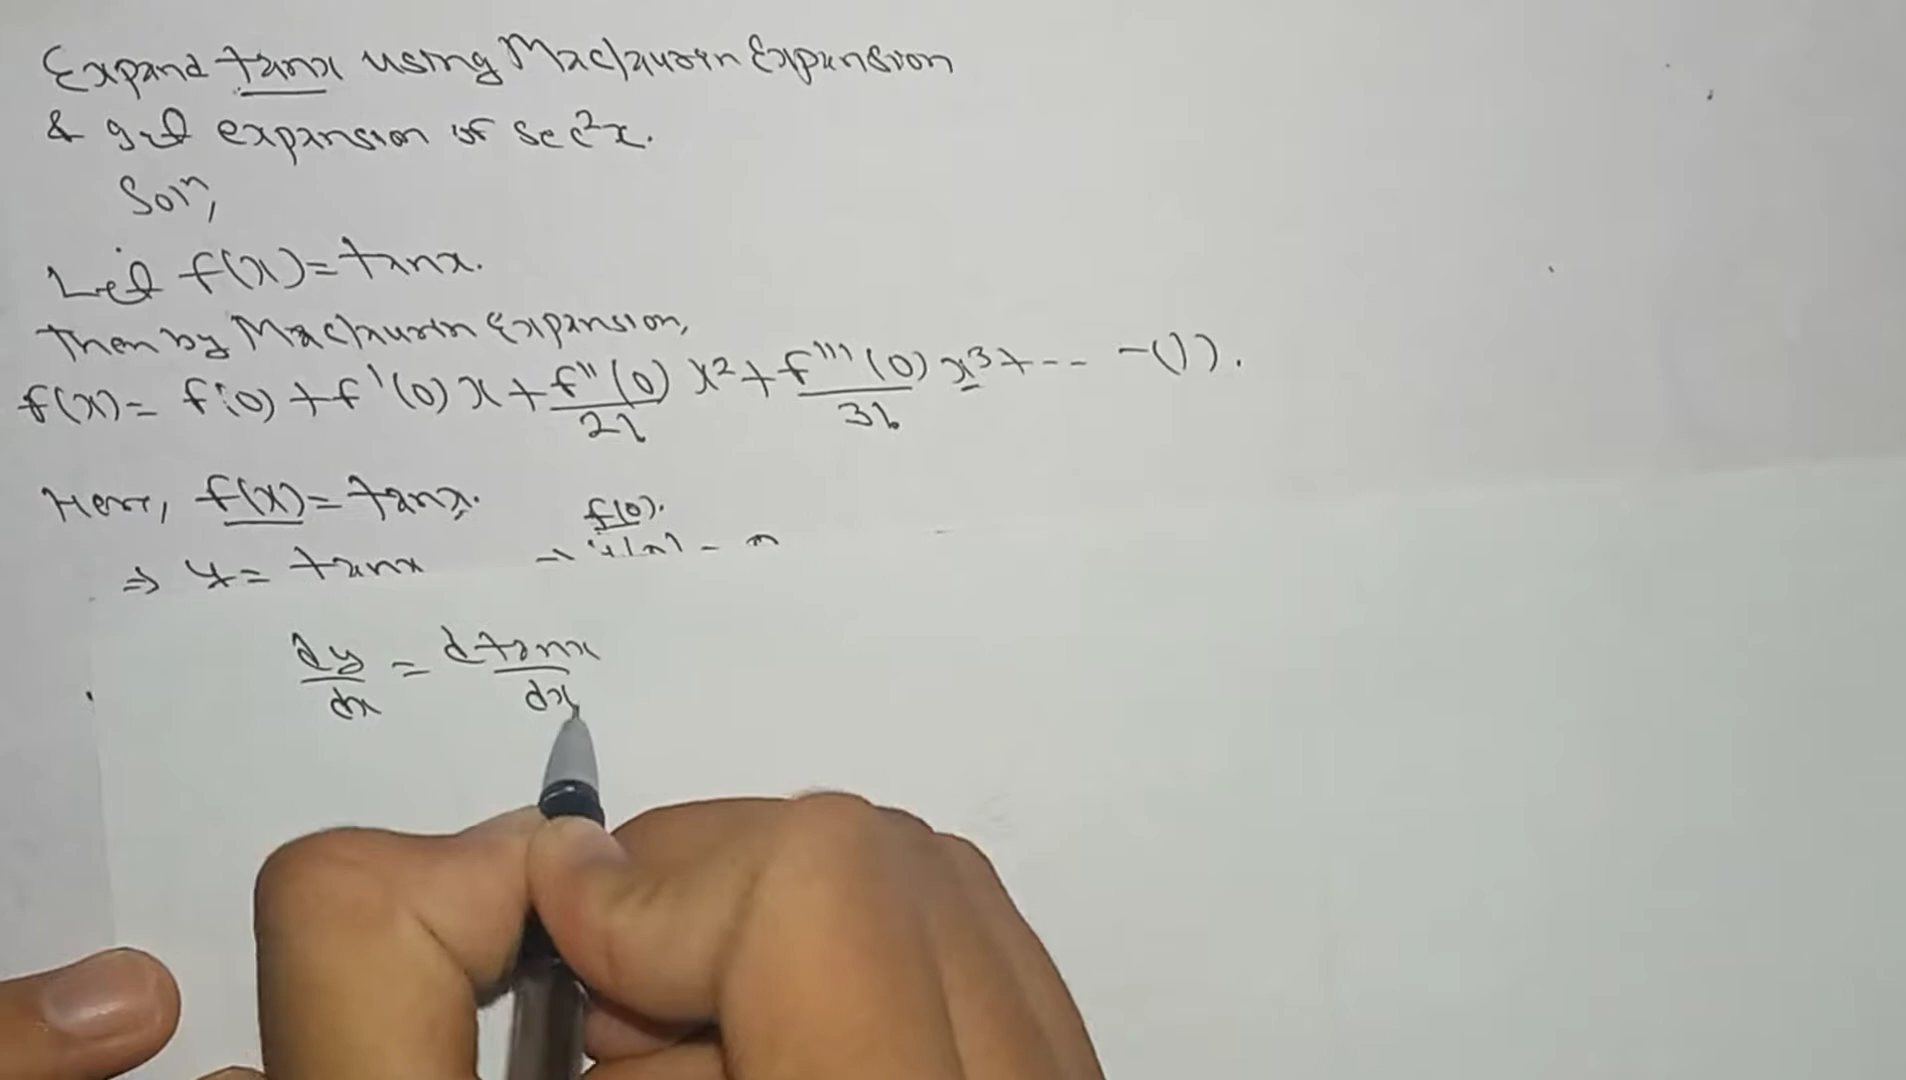 Expand tanx using Maclaurin Expansion
& get expansion of sec²x.
Solⁿ,
Let f(x) = tanx.
Then by Maclaurin Expansion,
f(x) = f(0) + f'(0) x + f''(0)/2! x² + f'''(0)/3! x³ + -- -- -(1).
Here, f(x) = tanx. f(0).
⇒ y = tanx
dy/dx = d tanx/dx